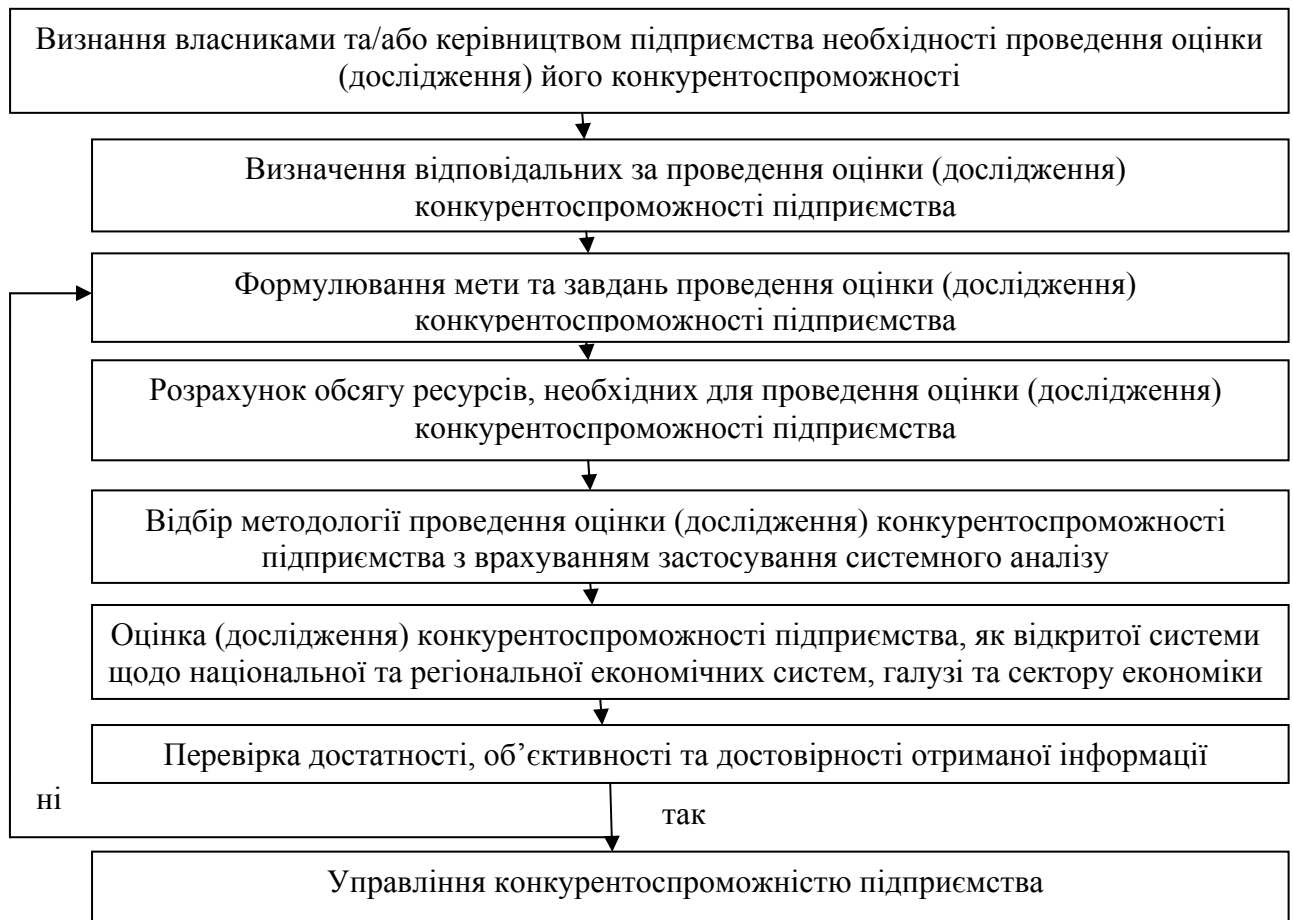 Визнання власниками та/або керівництвом підприємства необхідності проведення оцінки
(дослідження) його конкурентоспроможності
Визначення відповідальних за проведення оцінки (дослідження)
конкурентоспроможності підприємства
Формулювання мети та завдань проведення оцінки (дослідження)
конкурентоспроможності підприємства
Розрахунок обсягу ресурсів, необхідних для проведення оцінки (дослідження)
конкурентоспроможності підприємства
Відбір методології проведення оцінки (дослідження) конкурентоспроможності
підприємства з врахуванням застосування системного аналізу
Оцінка (дослідження) конкурентоспроможності підприємства, як відкритої системи
щодо національної та регіональної економічних систем, галузі та сектору економіки
Перевірка достатності, об’єктивності та достовірності отриманої інформації
ні
так
Управління конкурентоспроможністю підприємства